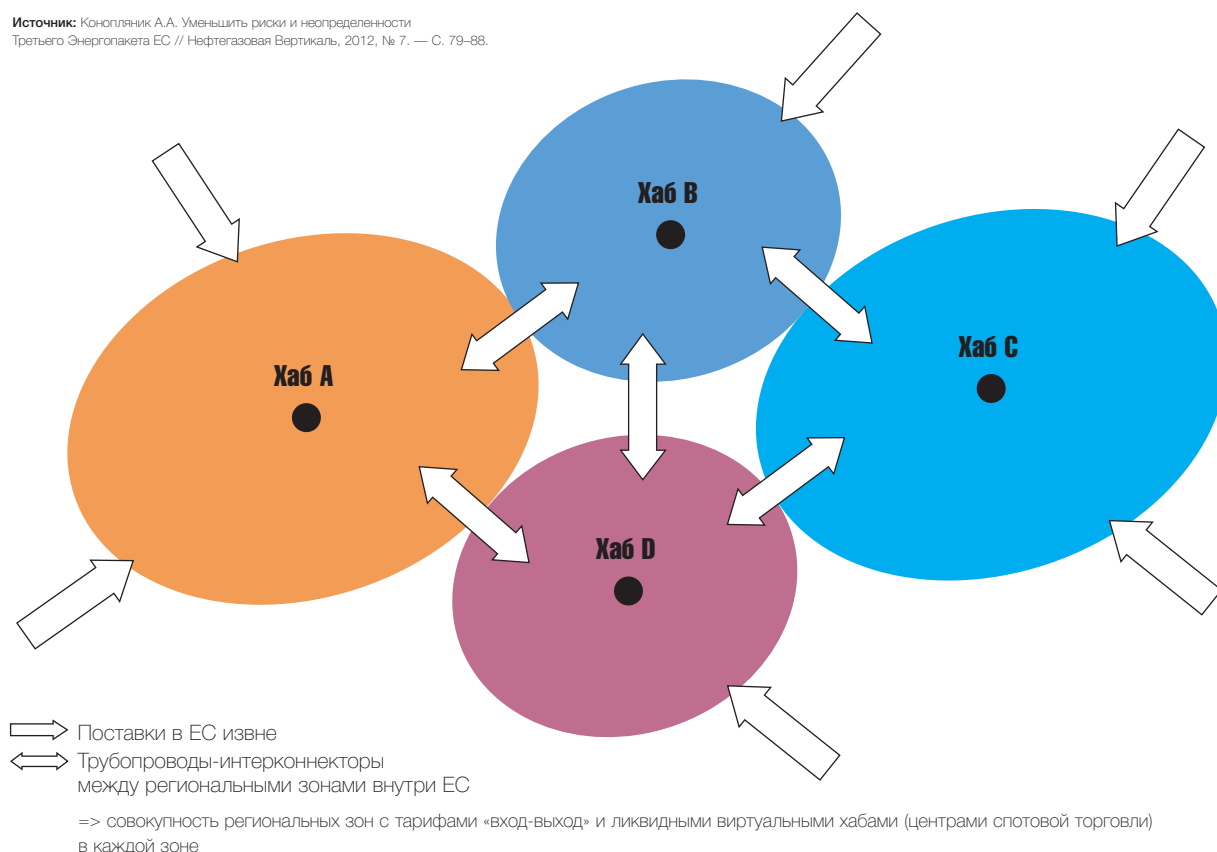 Источник: Конопляник А.А. Уменьшить риски и неопределенности
Третьего Энергопакета ЕС // Нефтегазовая Вертикаль, 2012, № 7. — С. 79–88.
Хаб B
Хаб C
Хаб A
Хаб D
Поставки в ЕС извне
Трубопроводы-интерконнекторы
между региональными зонами внутри ЕС
=> совокупность региональных зон с тарифами «вход-выход» и ликвидными виртуальными хабами (центрами спотовой торговли)
в каждой зоне